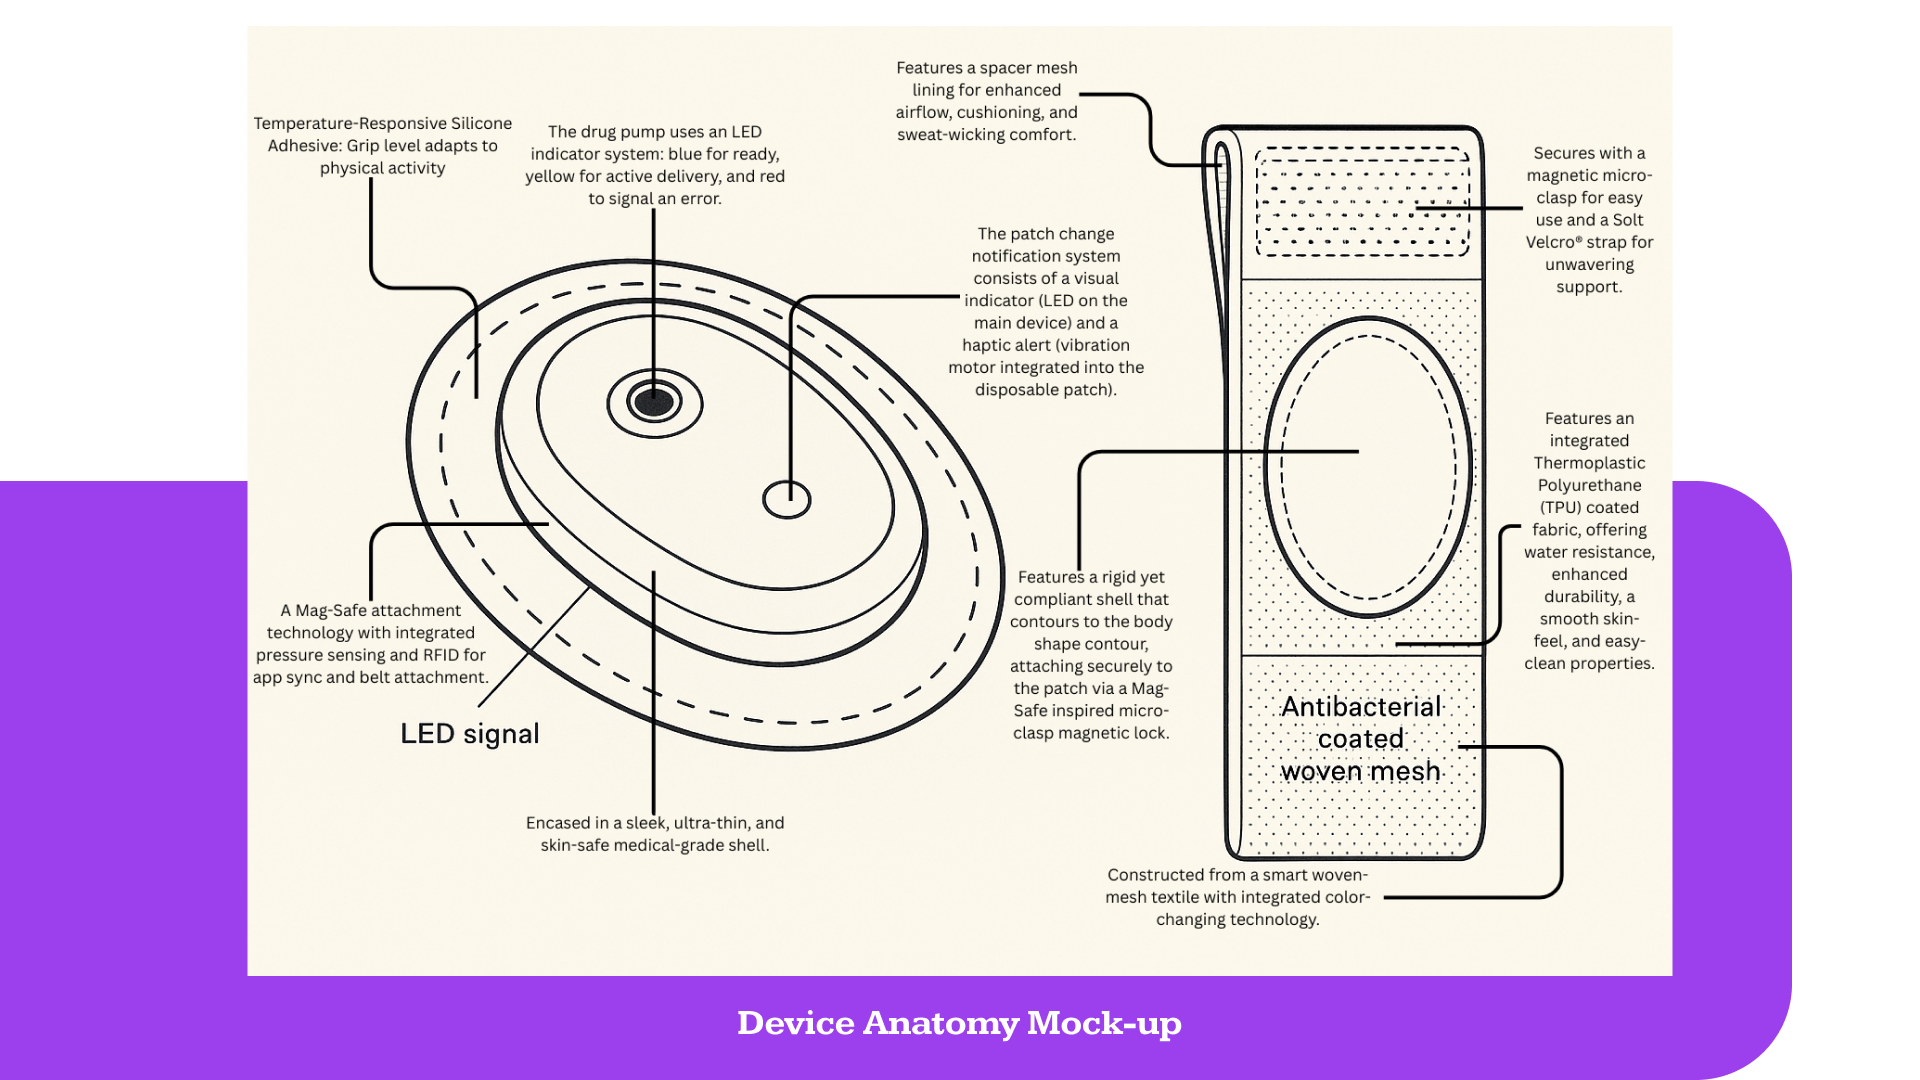 Temperature-Responsive Silicone
Adhesive: Grip level adapts to
physical activity
The drug pump uses an LED
indicator system: blue for ready,
yellow for active delivery, and red
to signal an error.
Features a spacer mesh
lining for enhanced
airflow, cushioning, and
sweat-wicking comfort.
Secures with a
magnetic micro-
clasp for easy
use and a Solt
Velcro® strap for
unwavering
support.
The patch change
notification system
consists of a visual
indicator (LED on the
main device) and a
haptic alert (vibration
motor integrated into the
disposable patch).
Features an
integrated
Thermoplastic
Polyurethane
(TPU) coated
fabric, offering
water resistance,
enhanced
durability, a
smooth skin-
feel, and easy-
clean properties.
A Mag-Safe attachment
technology with integrated
pressure sensing and RFID for
app sync and belt attachment.
LED signal
Features a rigid yet
compliant shell that
contours to the body
shape contour,
attaching securely to
the patch via a Mag-
Safe inspired micro-
clasp magnetic lock.
Antibacterial
coated
woven mesh
Encased in a sleek, ultra-thin, and
skin-safe medical-grade shell.
Constructed from a smart woven-
mesh textile with integrated color-
changing technology.
Device Anatomy Mock-up